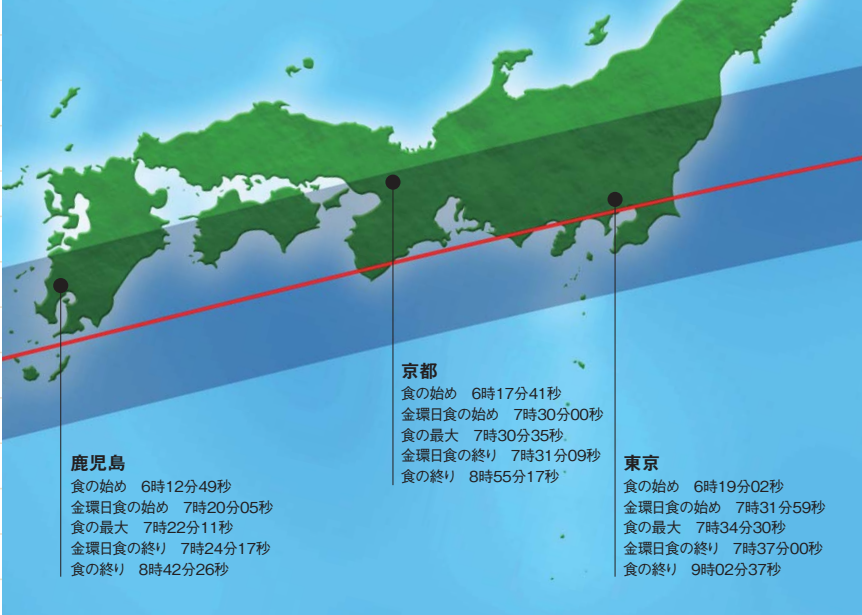 京都
食の始め　6時17分41秒
金環日食の始め　7時30分00秒
食の最大　7時30分35秒
金環日食の終り　7時31分09秒
食の終り　8時55分17秒
鹿児島
食の始め　6時12分49秒
金環日食の始め　7時20分05秒
食の最大　7時22分11秒
金環日食の終り　7時24分17秒
食の終り　8時42分26秒
東京
食の始め　6時19分02秒
金環日食の始め　7時31分59秒
食の最大　7時34分30秒
金環日食の終り　7時37分00秒
食の終り　9時02分37秒